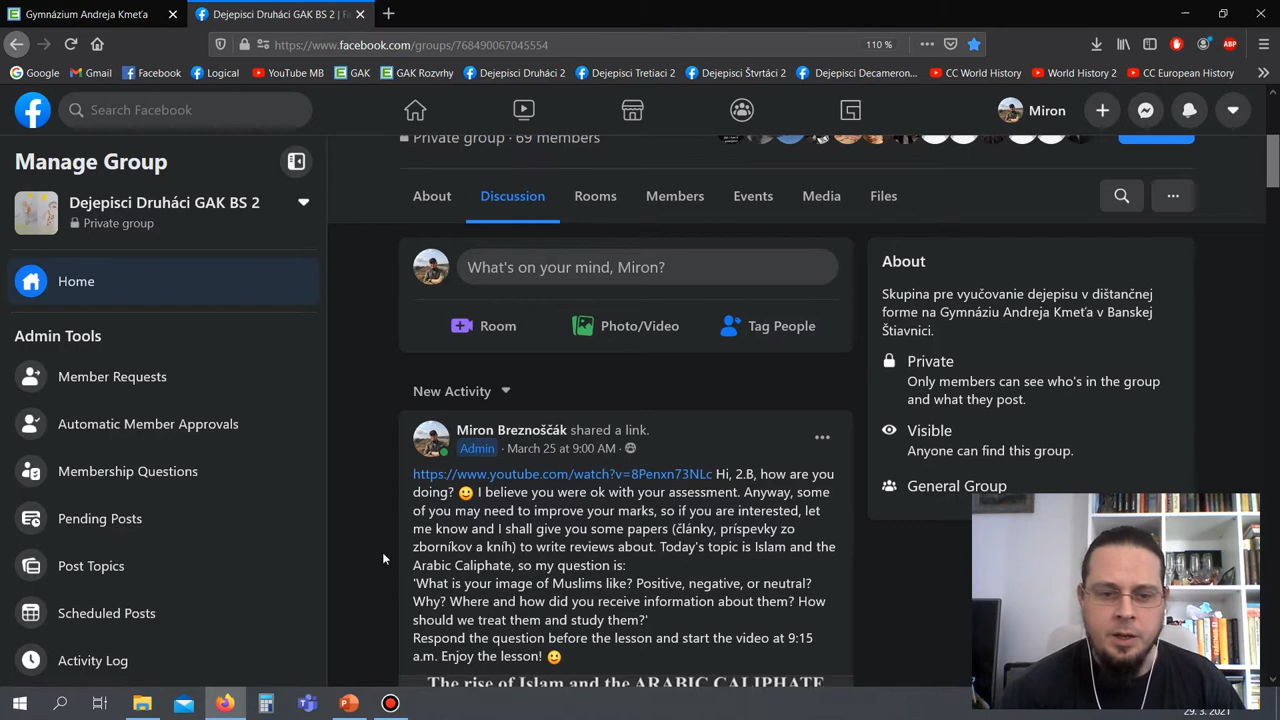 Gymnázium Andreja Kmeťa
Dejepisci Druháci GAK BS 2 | Fa
https://www.facebook.com/groups/768490067045554
110 %
ABP
Google
Gmail
Facebook
Logical
YouTube MB
GAK
GAK Rozvrhy
Dejepisci Druháci 2
Dejepisci Tretiaci 2
Dejepisci Štvrtáci 2
Dejepisci Decameron...
CC World History
World History 2
CC European History
Search Facebook
Miron
Manage Group
Private group · 69 members
Dejepisci Druháci GAK BS 2
Private group
About
Discussion
Rooms
Members
Events
Media
Files
Home
What's on your mind, Miron?
Room
Photo/Video
Tag People
About
Skupina pre vyučovanie dejepisu v dištančnej
forme na Gymnáziu Andreja Kmeťa v Banskej
Štiavnici.
Private
Only members can see who's in the group
and what they post.
Visible
Anyone can find this group.
General Group
Admin Tools
Member Requests
Automatic Member Approvals
Membership Questions
Pending Posts
Post Topics
Scheduled Posts
Activity Log
New Activity
Miron Breznoščák shared a link.
Admin · March 25 at 9:00 AM ·
https://www.youtube.com/watch?v=8Penxn73NLc Hi, 2.B, how are you
doing? 🙂 I believe you were ok with your assessment. Anyway, some
of you may need to improve your marks, so if you are interested, let
me know and I shall give you some papers (články, príspevky zo
zborníkov a kníh) to write reviews about. Today's topic is Islam and the
Arabic Caliphate, so my question is:
'What is your image of Muslims like? Positive, negative, or neutral?
Why? Where and how did you receive information about them? How
should we treat them and study them?'
Respond the question before the lesson and start the video at 9:15
a.m. Enjoy the lesson! 🙂
The rise of Islam and the ARABIC CALIPHATE
29. 3. 2021